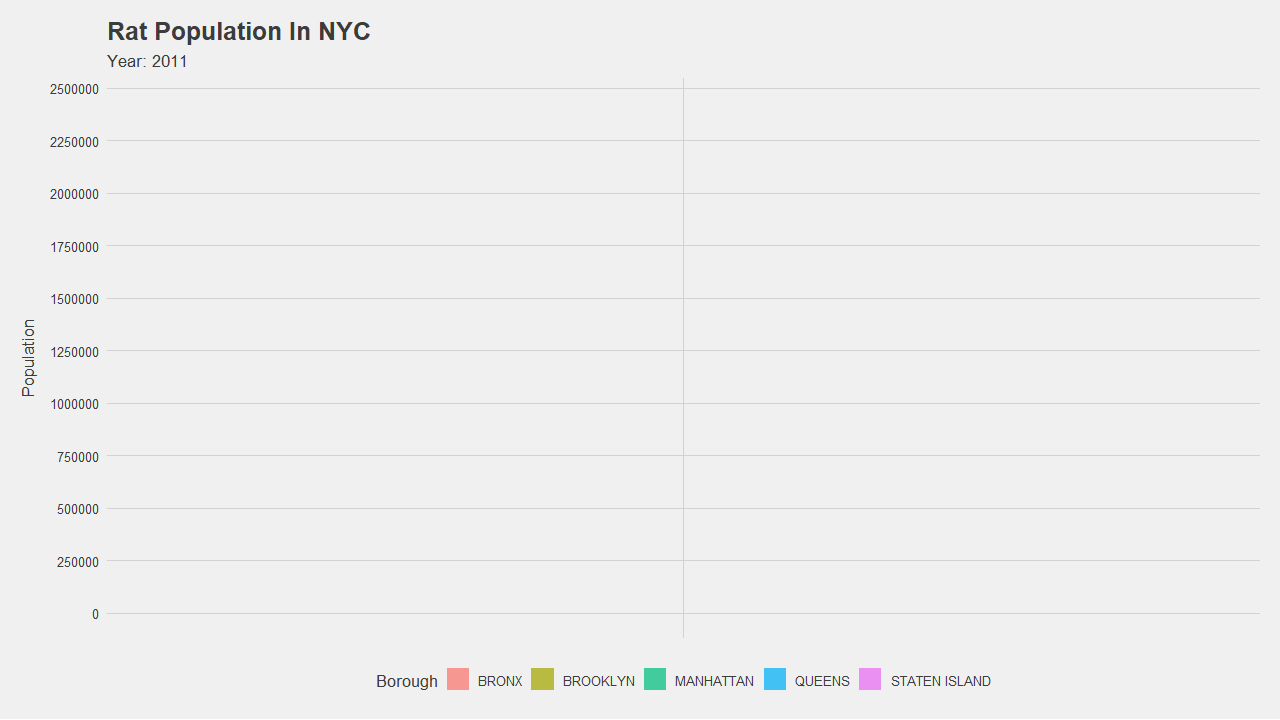 Rat Population In NYC
Year: 2011
2500000
2250000
2000000
1750000
1500000
1250000
1000000
750000
500000
250000
0
Population
Borough BRONX BROOKLYN MANHATTAN QUEENS STATEN ISLAND